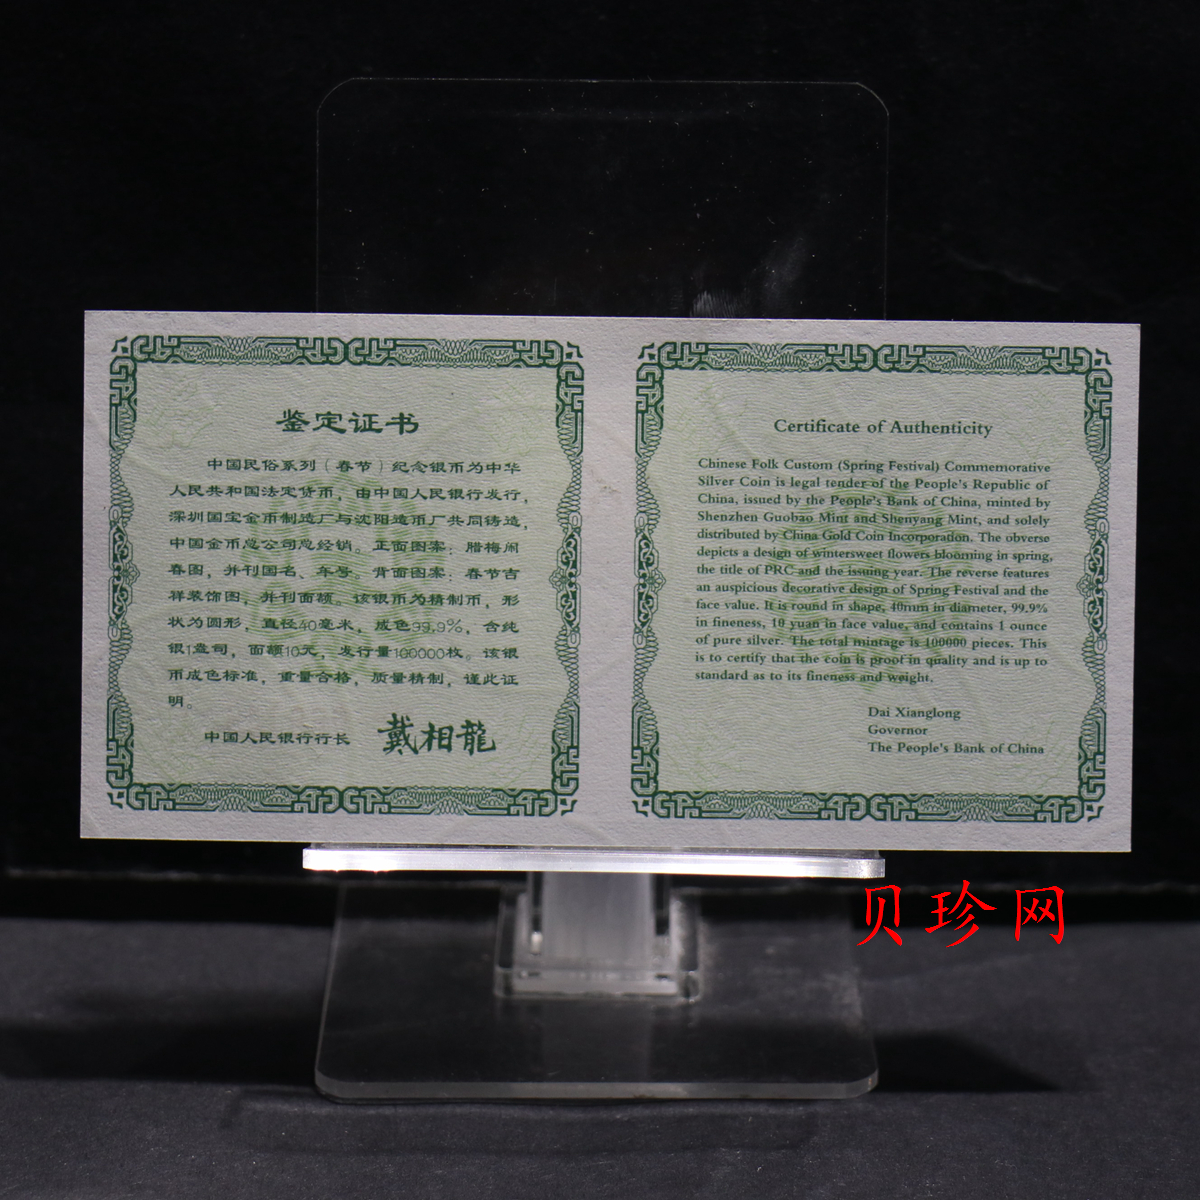 鉴定证书
中国民俗系列（春节）纪念银币为中华
人民共和国法定货币，由中国人民银行发行，
深圳国宝金币制造厂与沈阳造币厂共同铸造，
中国金币总公司总经销。正面图案：腊梅闹
春图，并刊国名、年号。背面图案：春节吉
祥装饰图，并刊面额。该银币为精制币，形
状为圆形，直径40毫米，成色99.9%，含纯
银1盎司，面额10元，发行量100000枚。该银
币成色标准，重量合格，质量精制，谨此证
明。
中国人民银行行长 戴相龍
Certificate of Authenticity
Chinese Folk Custom (Spring Festival) Commemorative
Silver Coin is legal tender of the People's Republic of
China, issued by the People's Bank of China, minted by
Shenzhen Guobao Mint and Shenyang Mint, and solely
distributed by China Gold Coin Incorporation. The obverse
depicts a design of wintersweet flowers blooming in spring,
the title of PRC and the issuing year. The reverse features
an auspicious decorative design of Spring Festival and the
face value. It is round in shape, 40mm in diameter, 99.9%
in fineness, 10 yuan in face value, and contains 1 ounce
of pure silver. The total mintage is 100000 pieces. This
is to certify that the coin is proof in quality and is up to
standard as to its fineness and weight.
Dai Xianglong
Governor
The People's Bank of China
贝珍网